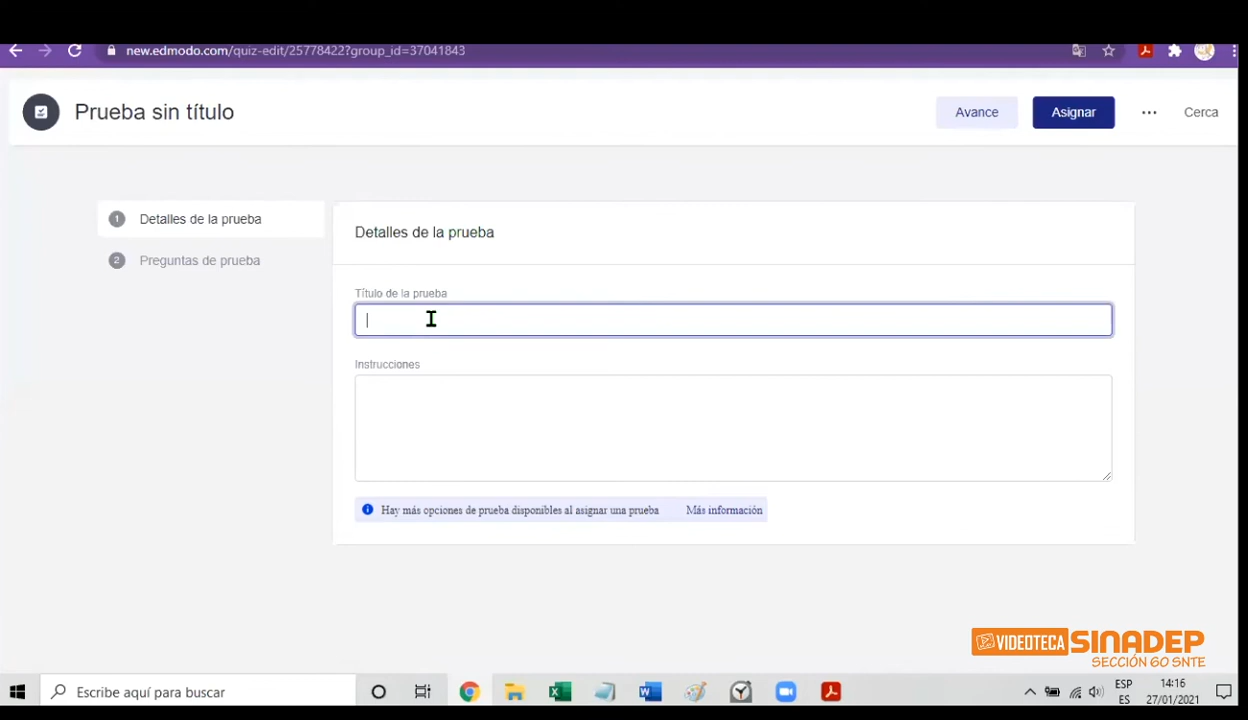 new.edmodo.com/quiz-edit/25778422?group_id=37041843
Prueba sin título
Avance
Asignar
Cerca
1 Detalles de la prueba
2 Preguntas de prueba
Detalles de la prueba
Título de la prueba
Instrucciones
Hay más opciones de prueba disponibles al asignar una prueba Más información
VIDEOTECA SINADEP
SECCIÓN 60 SNTE
Escribe aquí para buscar
ESP
ES
14:16
27/01/2021